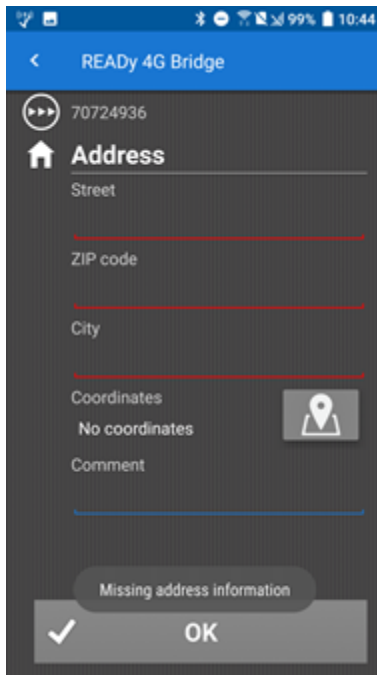 99% 10:44
READy 4G Bridge
70724936
Address
Street
ZIP code
City
Coordinates
No coordinates
Comment
Missing address information
OK